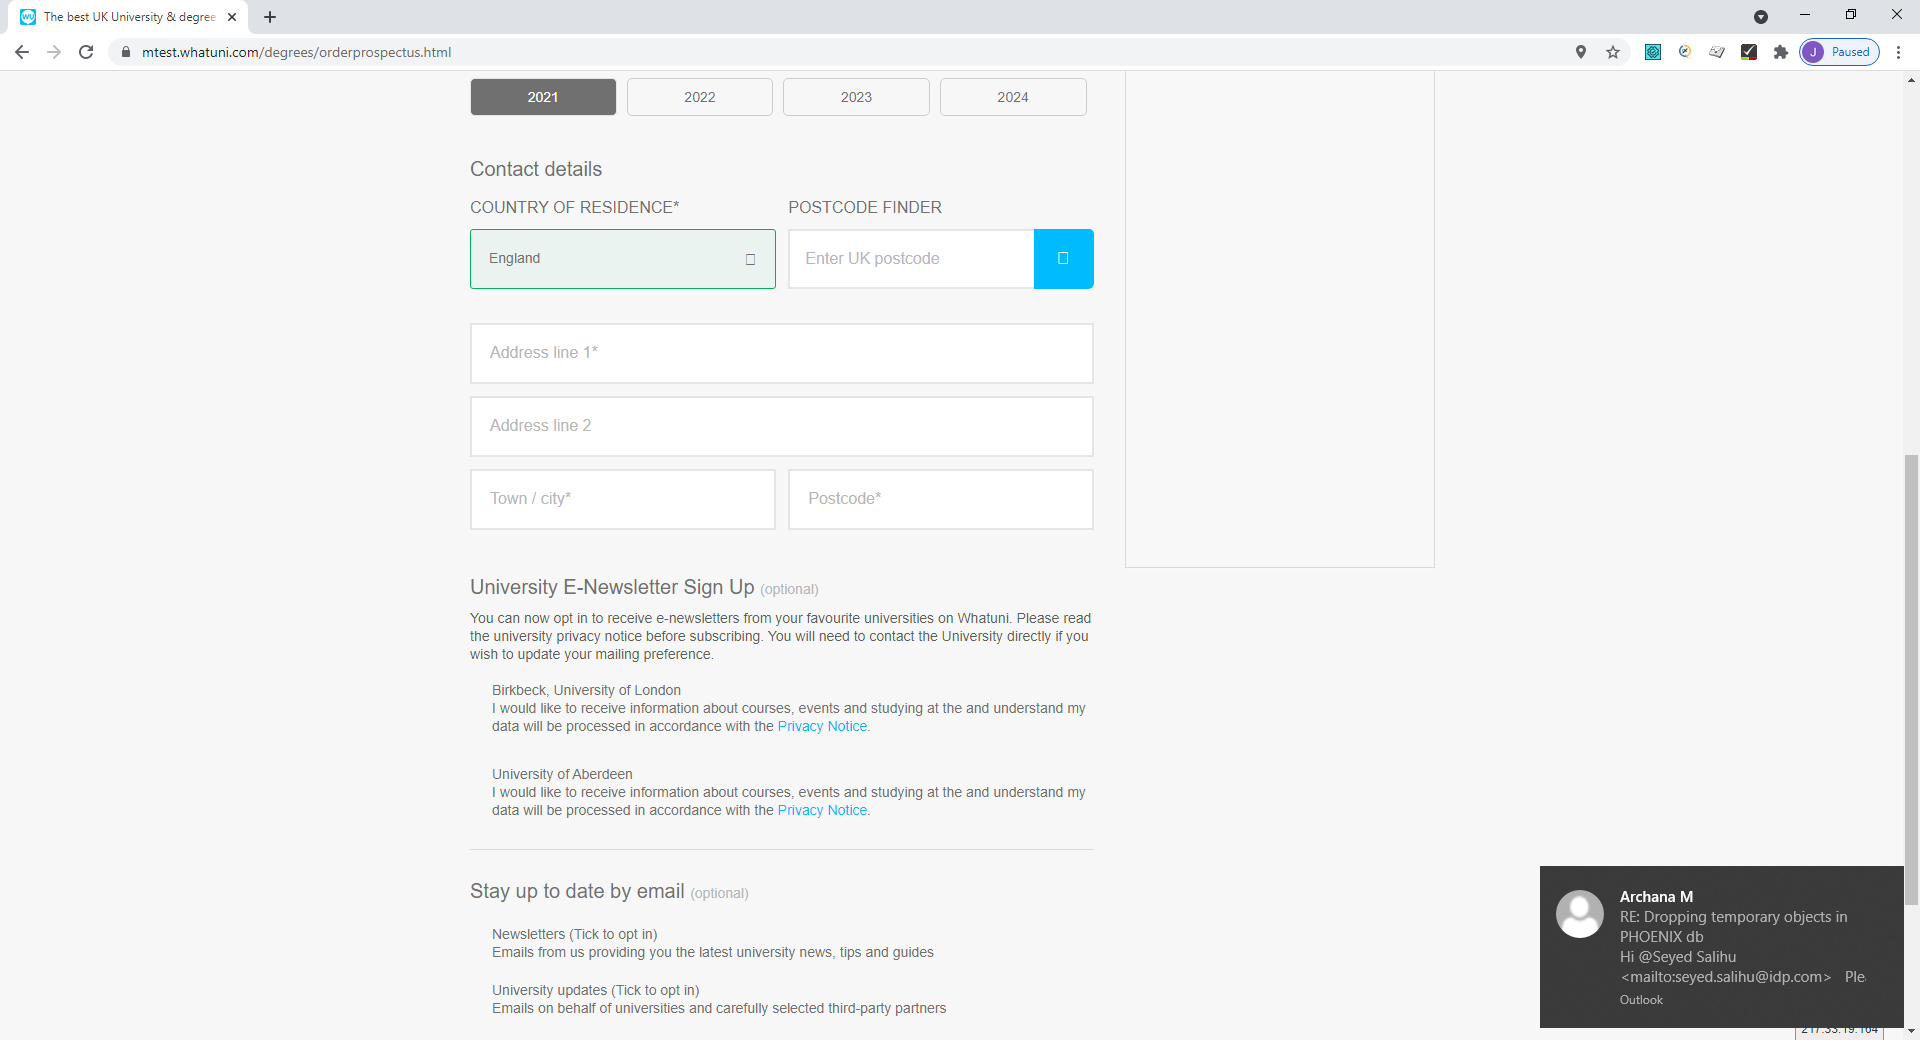 The best UK University & degree
mtest.whatuni.com/degrees/orderprospectus.html
J Paused
2021 2022 2023 2024
Contact details
COUNTRY OF RESIDENCE* POSTCODE FINDER
England Enter UK postcode
Address line 1*
Address line 2
Town / city* Postcode*
University E-Newsletter Sign Up (optional)
You can now opt in to receive e-newsletters from your favourite universities on Whatuni. Please read
the university privacy notice before subscribing. You will need to contact the University directly if you
wish to update your mailing preference.
Birkbeck, University of London
I would like to receive information about courses, events and studying at the and understand my
data will be processed in accordance with the Privacy Notice.
University of Aberdeen
I would like to receive information about courses, events and studying at the and understand my
data will be processed in accordance with the Privacy Notice.
Stay up to date by email (optional)
Newsletters (Tick to opt in)
Emails from us providing you the latest university news, tips and guides
University updates (Tick to opt in)
Emails on behalf of universities and carefully selected third-party partners
Archana M
RE: Dropping temporary objects in
PHOENIX db
Hi @Seyed Salihu
<mailto:seyed.salihu@idp.com> Ple
Outlook
217.33.19.164